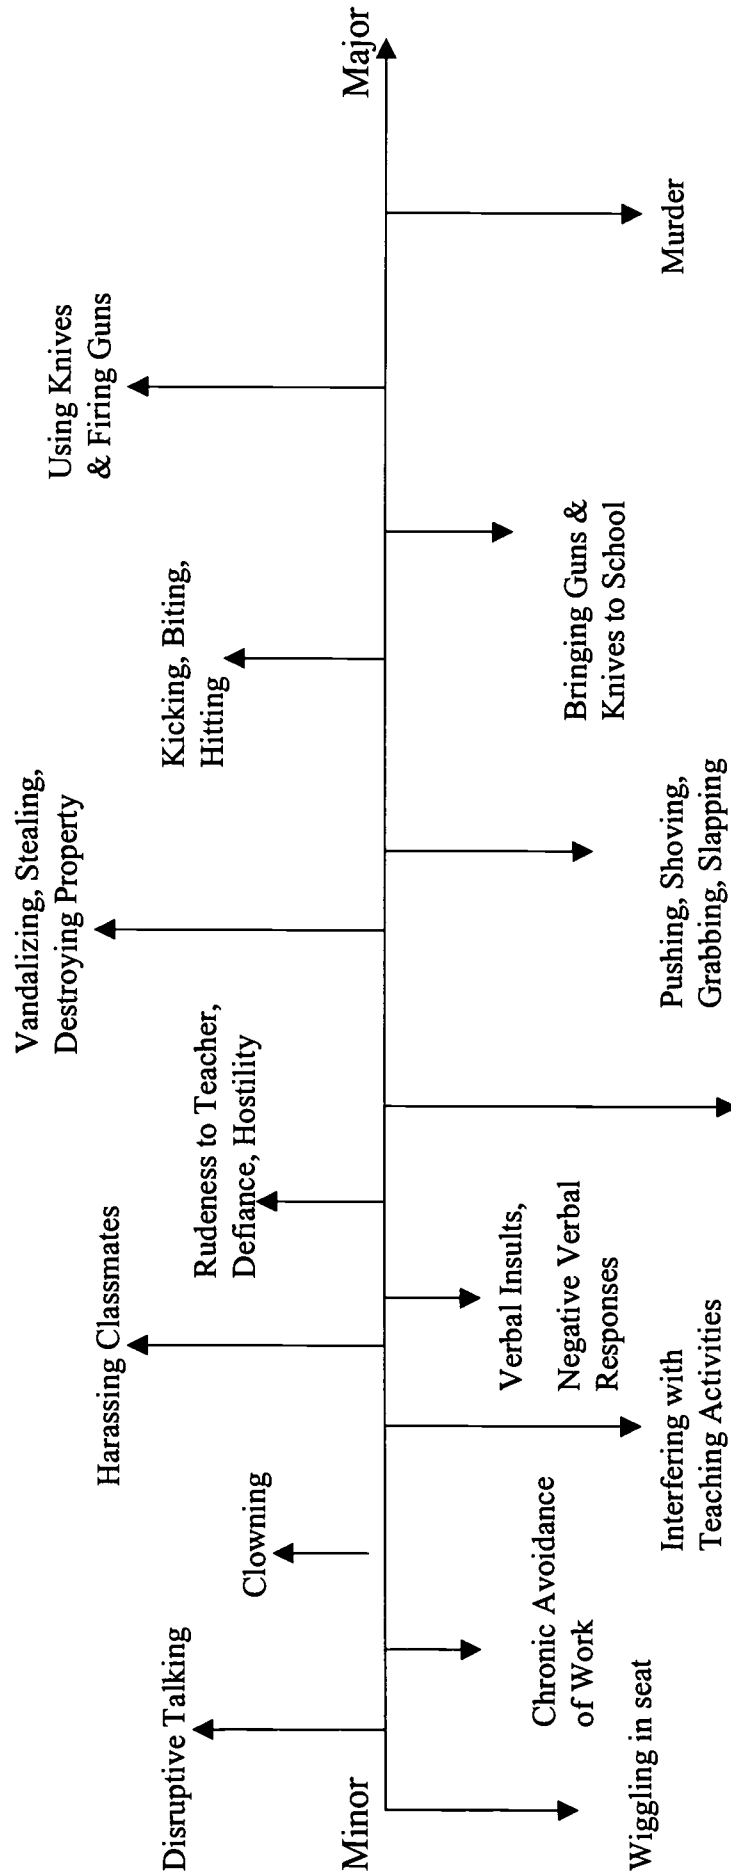 Minor
Major
Wiggling in seat
Disruptive Talking
Chronic Avoidance
of Work
Clowning
Interfering with
Teaching Activities
Harassing Classmates
Verbal Insults,
Negative Verbal
Responses
Rudeness to Teacher,
Defiance, Hostility
Vandalizing, Stealing,
Destroying Property
Pushing, Shoving,
Grabbing, Slapping
Kicking, Biting,
Hitting
Bringing Guns &
Knives to School
Using Knives
& Firing Guns
Murder